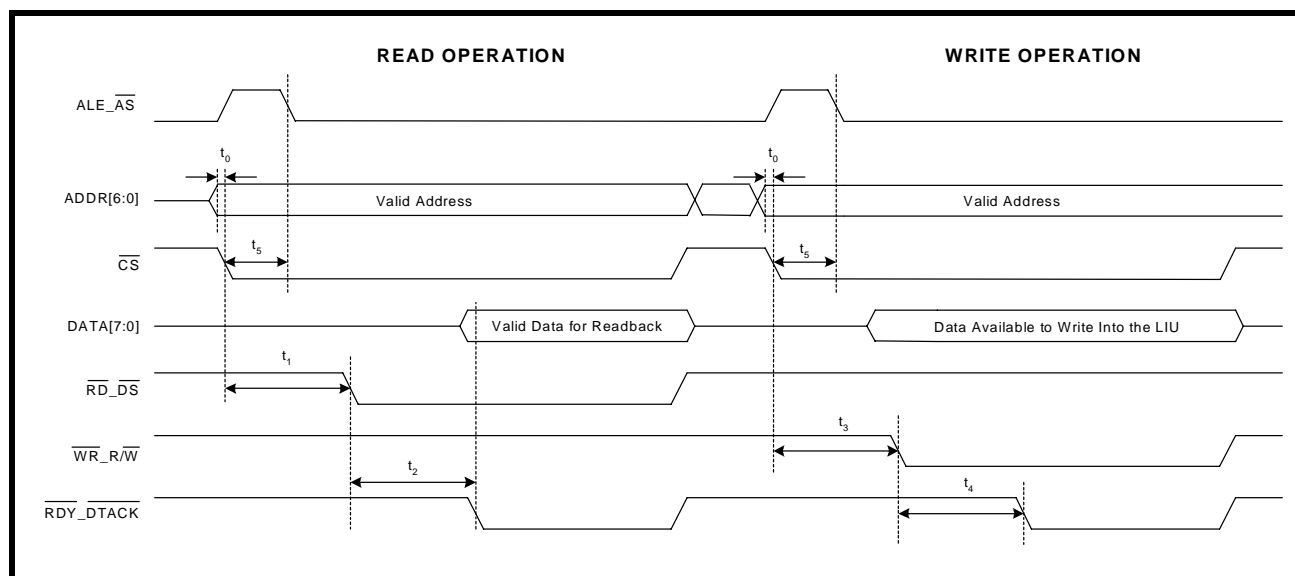 READ OPERATION WRITE OPERATION
ALE_AS
t0 t0
ADDR[6:0] Valid Address Valid Address
t5 t5
CS
DATA[7:0] Valid Data for Readback Data Available to Write Into the LIU
t1
RD_DS
t3
WR_R/W
t2
t4
RDY_DTACK